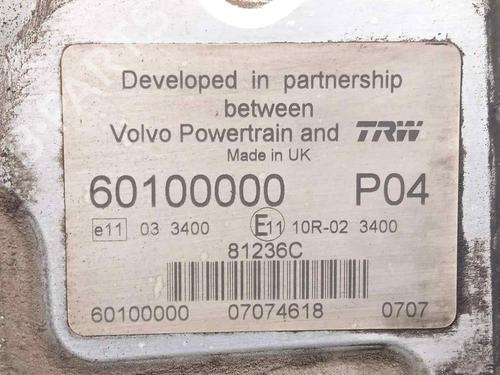 Developed in partnership
between
Volvo Powertrain and TRW
Made in UK
60100000 P04
e11 03 3400 E11 10R-02 3400
81236C
60100000 07074618 0707